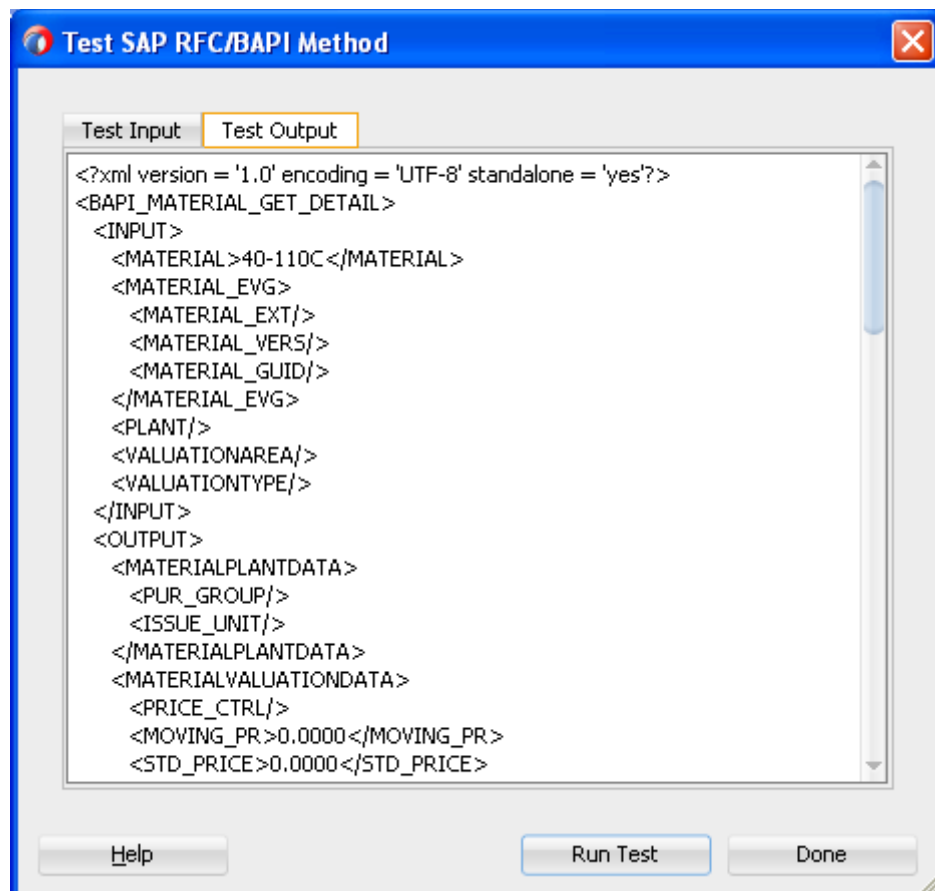 Test SAP RFC/BAPI Method
Test Input Test Output
<?xml version = '1.0' encoding = 'UTF-8' standalone = 'yes'?>
<BAPI_MATERIAL_GET_DETAIL>
<INPUT>
<MATERIAL>40-110C</MATERIAL>
<MATERIAL_EVG>
<MATERIAL_EXT/>
<MATERIAL_VERS/>
<MATERIAL_GUID/>
</MATERIAL_EVG>
<PLANT/>
<VALUATIONAREA/>
<VALUATIONTYPE/>
</INPUT>
<OUTPUT>
<MATERIALPLANTDATA>
<PUR_GROUP/>
<ISSUE_UNIT/>
</MATERIALPLANTDATA>
<MATERIALVALUATIONDATA>
<PRICE_CTRL/>
<MOVING_PR>0.0000</MOVING_PR>
<STD_PRICE>0.0000</STD_PRICE>
Help Run Test Done